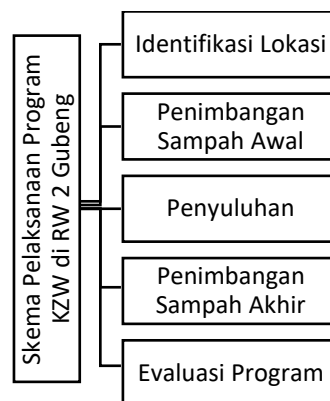 Skema Pelaksanaan Program
KZW di RW 2 Gubeng
Identifikasi Lokasi
Penimbangan
Sampah Awal
Penyuluhan
Penimbangan
Sampah Akhir
Evaluasi Program